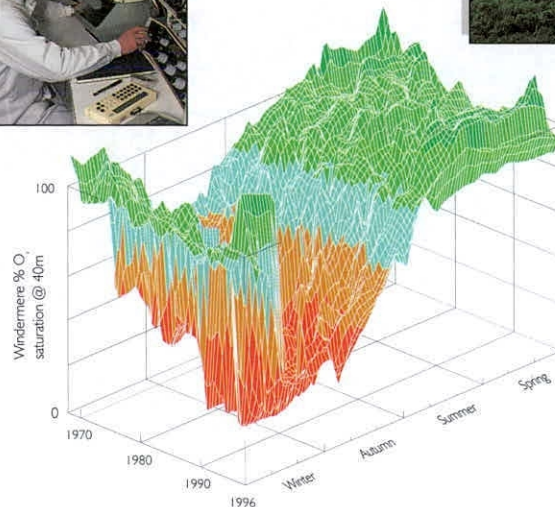 100
Windermere % O2
saturation @ 40m
0
1970
1980
1990
1996
Winter
Autumn
Summer
Spring